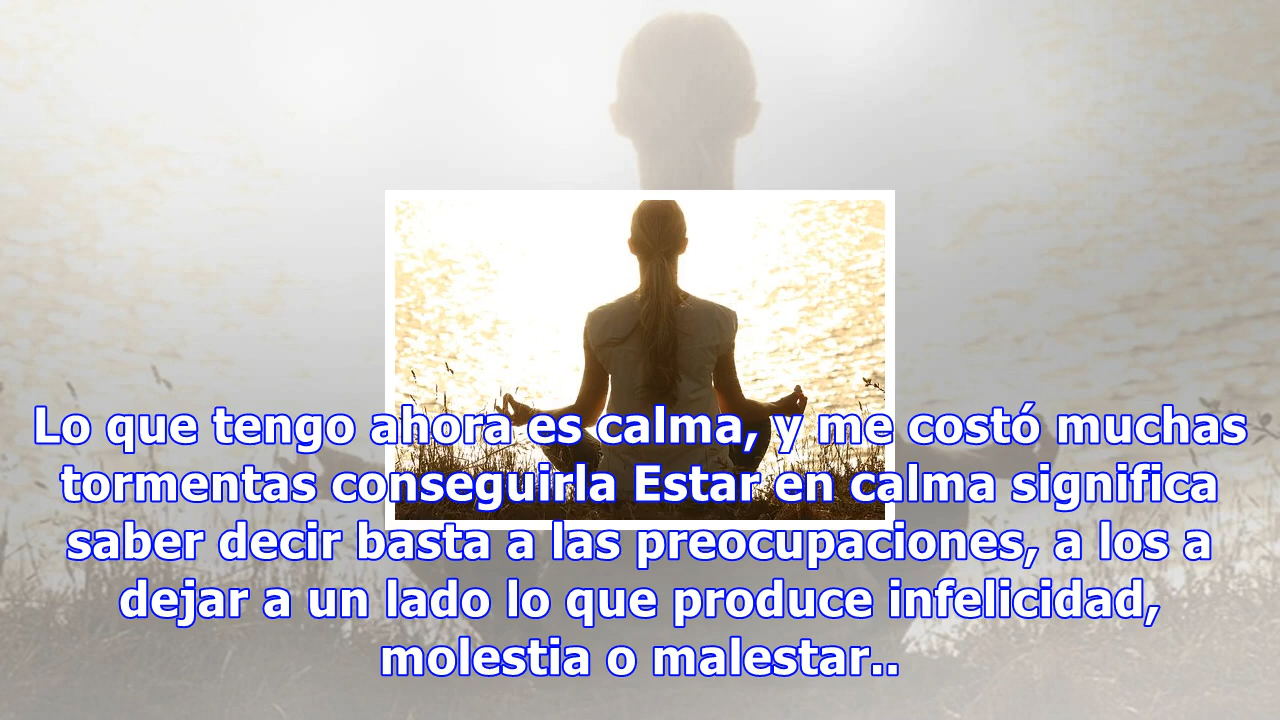 Lo que tengo ahora es calma, y me costó muchas
tormentas conseguirla Estar en calma significa
saber decir basta a las preocupaciones, a los a
dejar a un lado lo que produce infelicidad,
molestia o malestar..